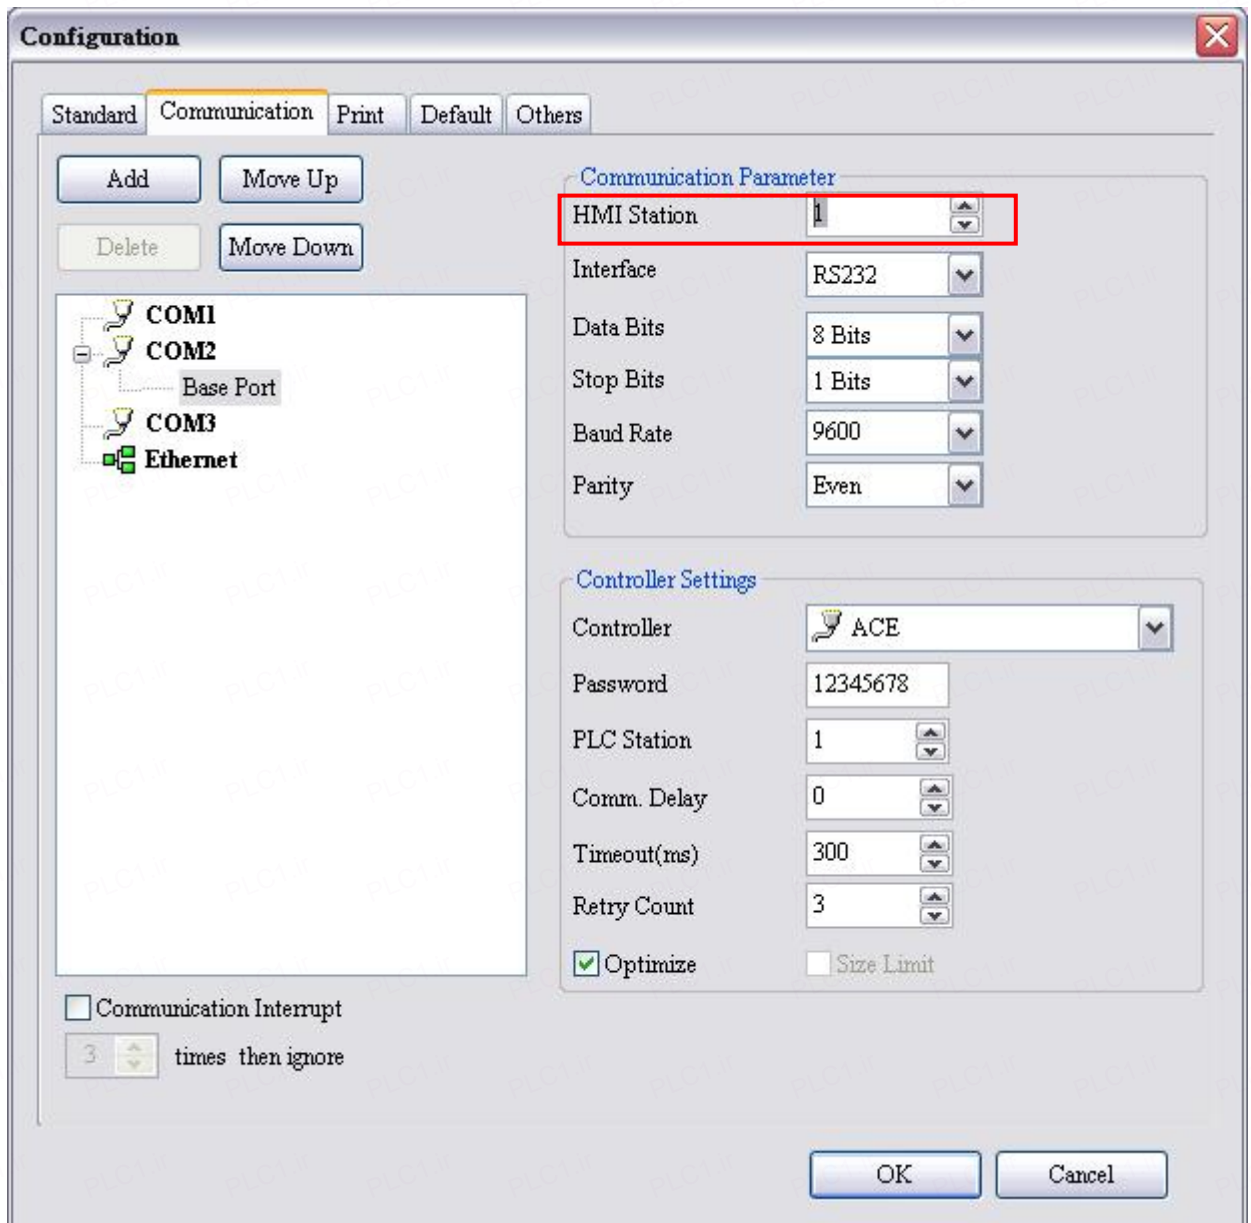 Configuration
Standard Communication Print Default Others
Add Move Up
Delete Move Down
COM1
COM2
Base Port
COM3
Ethernet
Communication Interrupt
3 times then ignore
Communication Parameter
HMI Station 1
Interface RS232
Data Bits 8 Bits
Stop Bits 1 Bits
Baud Rate 9600
Parity Even
Controller Settings
Controller ACE
Password 12345678
PLC Station 1
Comm. Delay 0
Timeout(ms) 300
Retry Count 3
Optimize Size Limit
OK Cancel